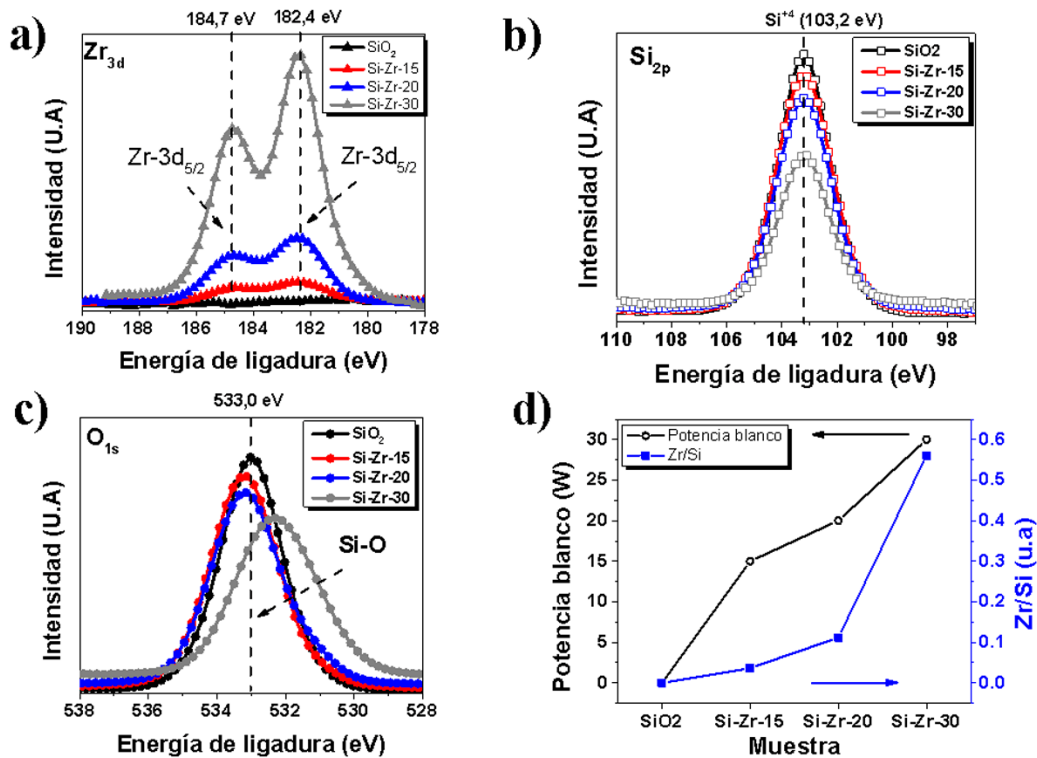 a)
Zr3d
184,7 eV
182,4 eV
SiO2
Si-Zr-15
Si-Zr-20
Si-Zr-30
Zr-3d5/2
Zr-3d5/2
Intensidad (U.A)
190 188 186 184 182 180 178
Energía de ligadura (eV)
b)
Si2p
Si+4 (103,2 eV)
SiO2
Si-Zr-15
Si-Zr-20
Si-Zr-30
Intensidad (U.A)
110 108 106 104 102 100 98
Energía de ligadura (eV)
c)
O1s
533,0 eV
SiO2
Si-Zr-15
Si-Zr-20
Si-Zr-30
Si-O
Intensidad (U.A)
538 536 534 532 530 528
Energía de ligadura (eV)
d)
Potencia blanco
Zr/Si
Potencia blanco (W)
30
25
20
15
10
5
0
Zr/Si (u.a)
0.6
0.5
0.4
0.3
0.2
0.1
0.0
SiO2 Si-Zr-15 Si-Zr-20 Si-Zr-30
Muestra